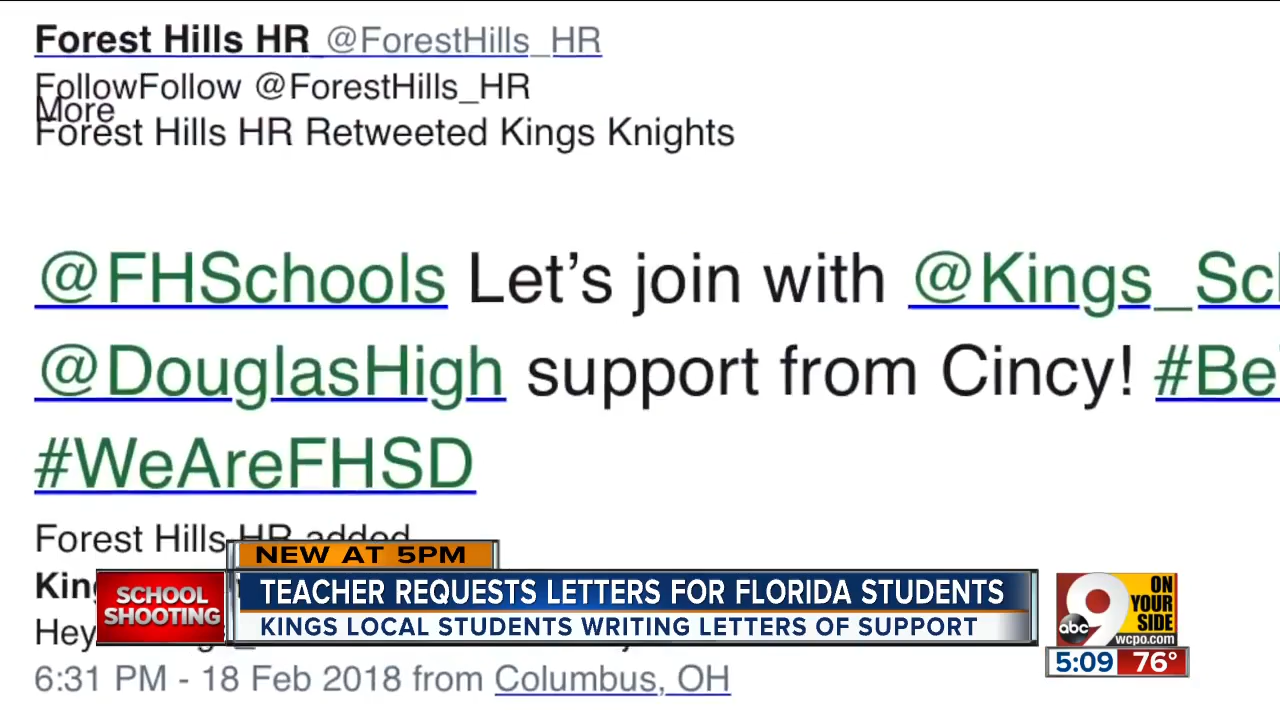 Forest Hills HR @ForestHills_HR
FollowFollow @ForestHills_HR
More
Forest Hills HR Retweeted Kings Knights
@FHSchools Let’s join with @Kings_Sc
@DouglasHigh support from Cincy! #Be
#WeAreFHSD
Forest Hills HR added
Kin
Hey
6:31 PM - 18 Feb 2018 from Columbus, OH
NEW AT 5PM
SCHOOL SHOOTING
TEACHER REQUESTS LETTERS FOR FLORIDA STUDENTS
KINGS LOCAL STUDENTS WRITING LETTERS OF SUPPORT
abc 9 ON YOUR SIDE
wcpo.com
5:09 76°